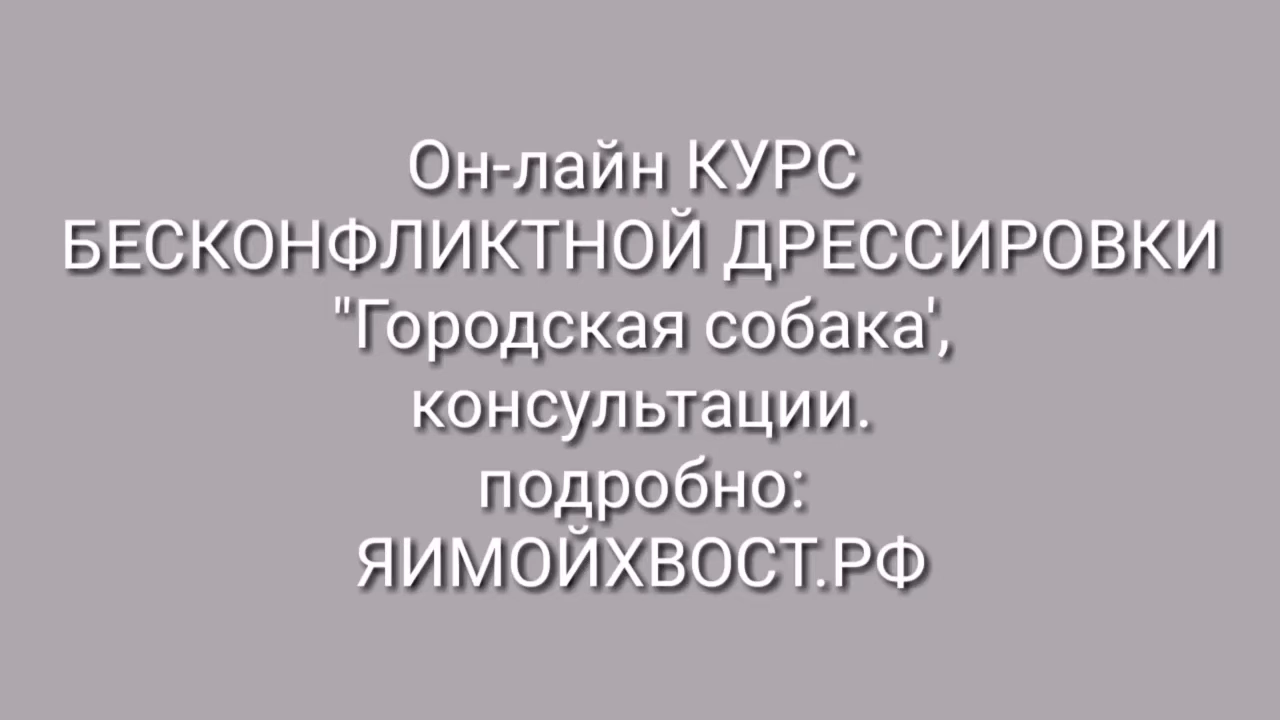 Он-лайн КУРС
БЕСКОНФЛИКТНОЙ ДРЕССИРОВКИ
"Городская собака',
консультации.
подробно:
ЯИМОЙХВОСТ.РФ